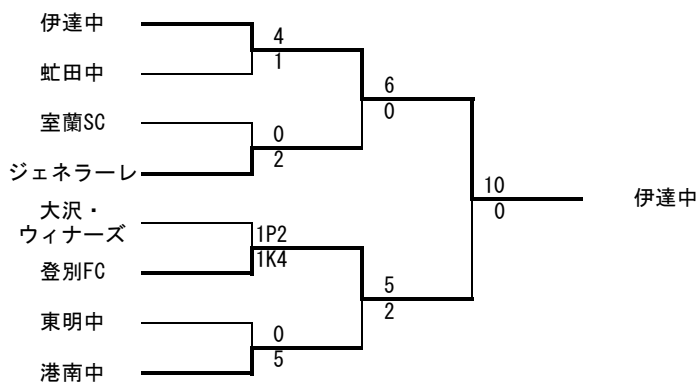 伊達中
4
1
虻田中
6
0
室蘭SC
0
2
ジェネラーレ
10
0
伊達中
大沢・
ウィナーズ
1P2
1K4
登別FC
5
2
東明中
0
5
港南中